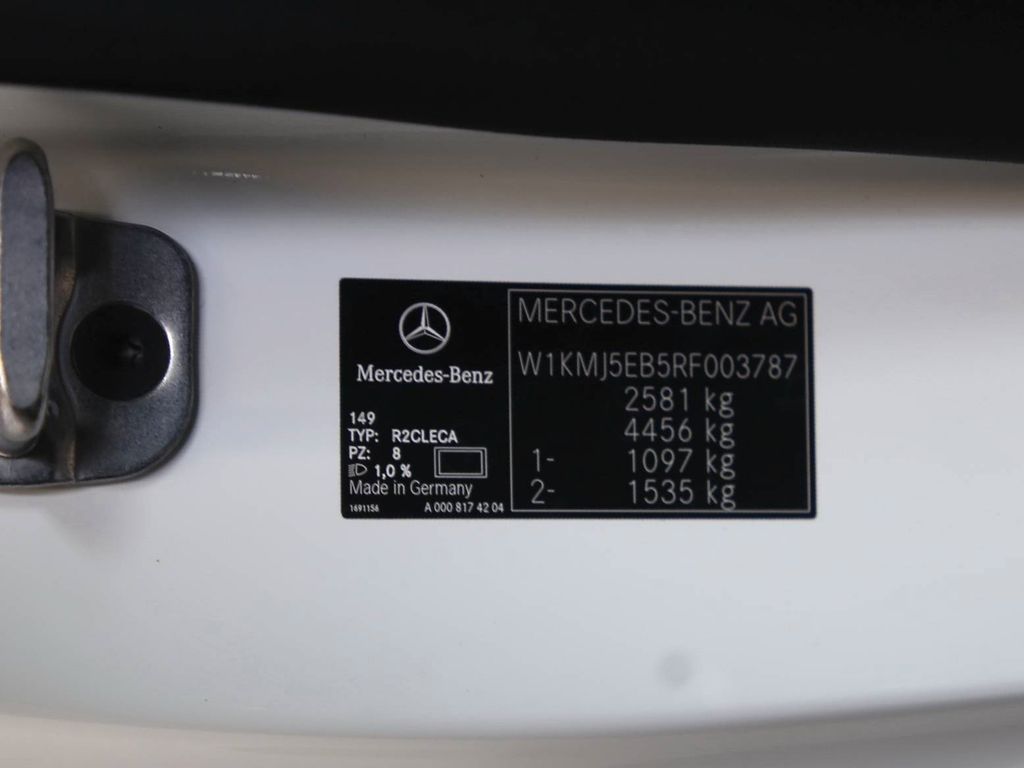 Mercedes-Benz
149
TYP: R2CLECA
PZ: 8
1,0 %
Made in Germany
1691156 A 000 817 42 04
MERCEDES-BENZ AG
W1KMJ5EB5RF003787
2581 kg
4456 kg
1- 1097 kg
2- 1535 kg